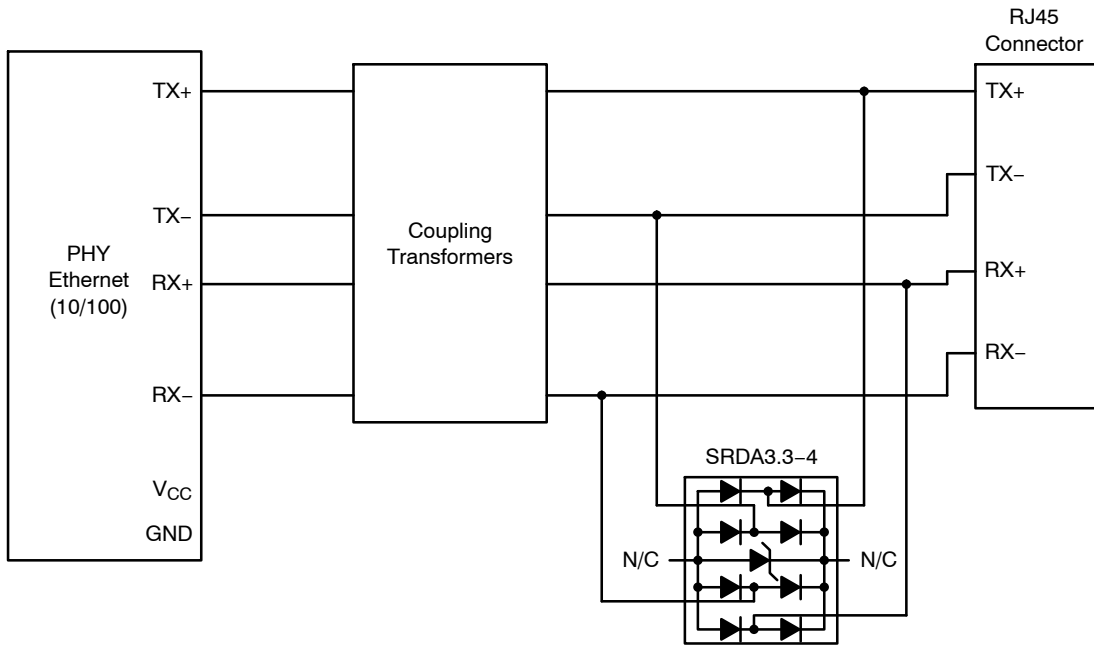 RJ45
Connector
TX+
TX+
TX−
TX−
PHY
Ethernet
(10/100)
Coupling
Transformers
RX+
RX+
RX−
RX−
SRDA3.3−4
VCC
GND
N/C
N/C